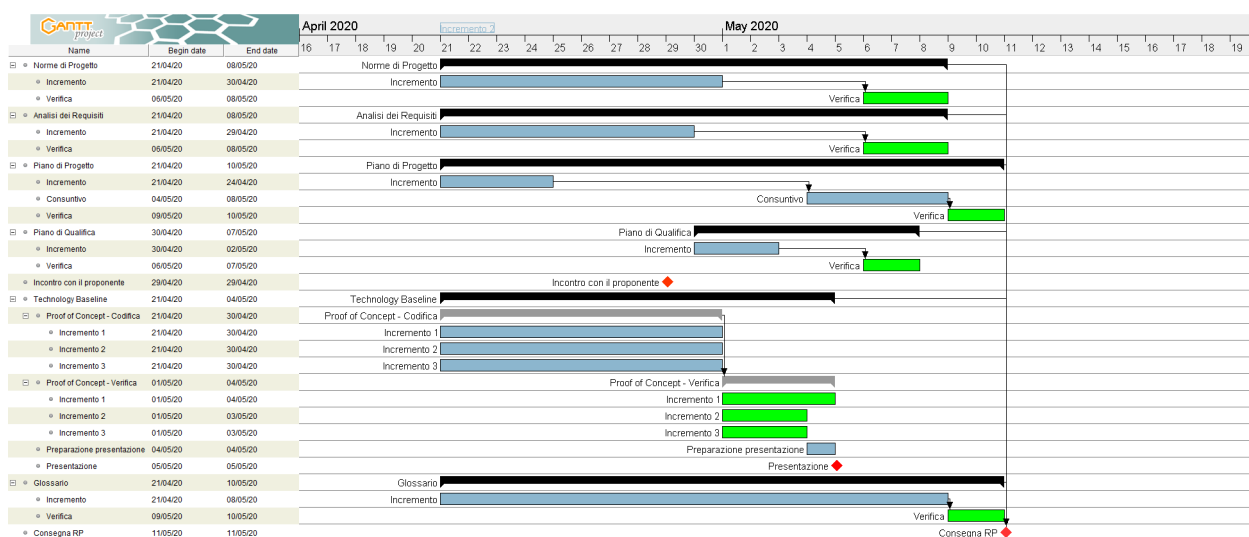 GANTT project
April 2020 Incremento 2 May 2020
Name Begin date End date 16 17 18 19 20 21 22 23 24 25 26 27 28 29 30 1 2 3 4 5 6 7 8 9 10 11 12 13 14 15 16 17 18 19
Norme di Progetto 21/04/20 08/05/20 Norme di Progetto
Incremento 21/04/20 30/04/20 Incremento
Verifica 06/05/20 08/05/20 Verifica
Analisi dei Requisiti 21/04/20 08/05/20 Analisi dei Requisiti
Incremento 21/04/20 29/04/20 Incremento
Verifica 06/05/20 08/05/20 Verifica
Piano di Progetto 21/04/20 10/05/20 Piano di Progetto
Incremento 21/04/20 24/04/20 Incremento
Consuntivo 04/05/20 08/05/20 Consuntivo
Verifica 09/05/20 10/05/20 Verifica
Piano di Qualifica 30/04/20 07/05/20 Piano di Qualifica
Incremento 30/04/20 02/05/20 Incremento
Verifica 06/05/20 07/05/20 Verifica
Incontro con il proponente 29/04/20 29/04/20 Incontro con il proponente
Technology Baseline 21/04/20 04/05/20 Technology Baseline
Proof of Concept - Codifica 21/04/20 30/04/20 Proof of Concept - Codifica
Incremento 1 21/04/20 30/04/20 Incremento 1
Incremento 2 21/04/20 30/04/20 Incremento 2
Incremento 3 21/04/20 30/04/20 Incremento 3
Proof of Concept - Verifica 01/05/20 04/05/20 Proof of Concept - Verifica
Incremento 1 01/05/20 04/05/20 Incremento 1
Incremento 2 01/05/20 03/05/20 Incremento 2
Incremento 3 01/05/20 03/05/20 Incremento 3
Preparazione presentazione 04/05/20 04/05/20 Preparazione presentazione
Presentazione 05/05/20 05/05/20 Presentazione
Glossario 21/04/20 10/05/20 Glossario
Incremento 21/04/20 08/05/20 Incremento
Verifica 09/05/20 10/05/20 Verifica
Consegna RP 11/05/20 11/05/20 Consegna RP